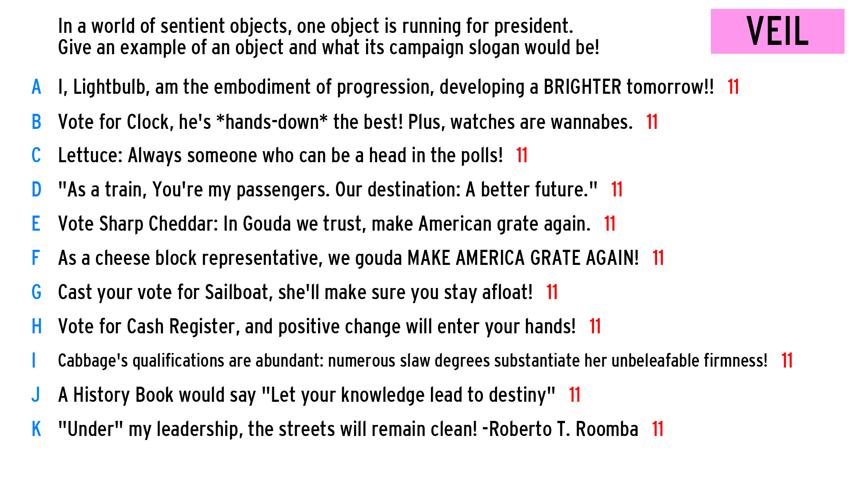 In a world of sentient objects, one object is running for president.
Give an example of an object and what its campaign slogan would be!
VEIL
A I, Lightbulb, am the embodiment of progression, developing a BRIGHTER tomorrow!! 11
B Vote for Clock, he's *hands-down* the best! Plus, watches are wannabes. 11
C Lettuce: Always someone who can be a head in the polls! 11
D "As a train, You're my passengers. Our destination: A better future." 11
E Vote Sharp Cheddar: In Gouda we trust, make American grate again. 11
F As a cheese block representative, we gouda MAKE AMERICA GRATE AGAIN! 11
G Cast your vote for Sailboat, she'll make sure you stay afloat! 11
H Vote for Cash Register, and positive change will enter your hands! 11
I Cabbage's qualifications are abundant: numerous slaw degrees substantiate her unbeleafable firmness! 11
J A History Book would say "Let your knowledge lead to destiny" 11
K "Under" my leadership, the streets will remain clean! -Roberto T. Roomba 11